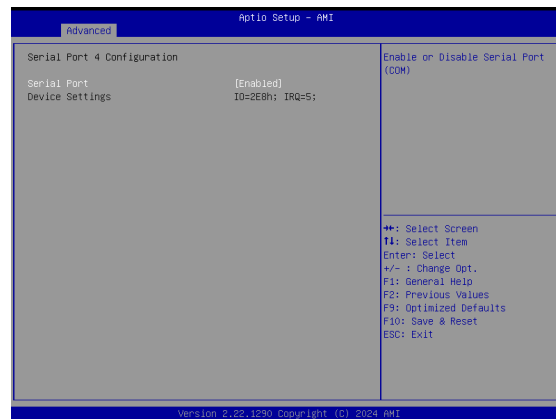 Aptio Setup - AMI
Advanced
Serial Port 4 Configuration
Serial Port [Enabled]
Device Settings IO=2E8h; IRQ=5;
Enable or Disable Serial Port
(COM)
→←: Select Screen
↑↓: Select Item
Enter: Select
+/- : Change Opt.
F1: General Help
F2: Previous Values
F9: Optimized Defaults
F10: Save & Reset
ESC: Exit
Version 2.22.1290 Copyright (C) 2024 AMI